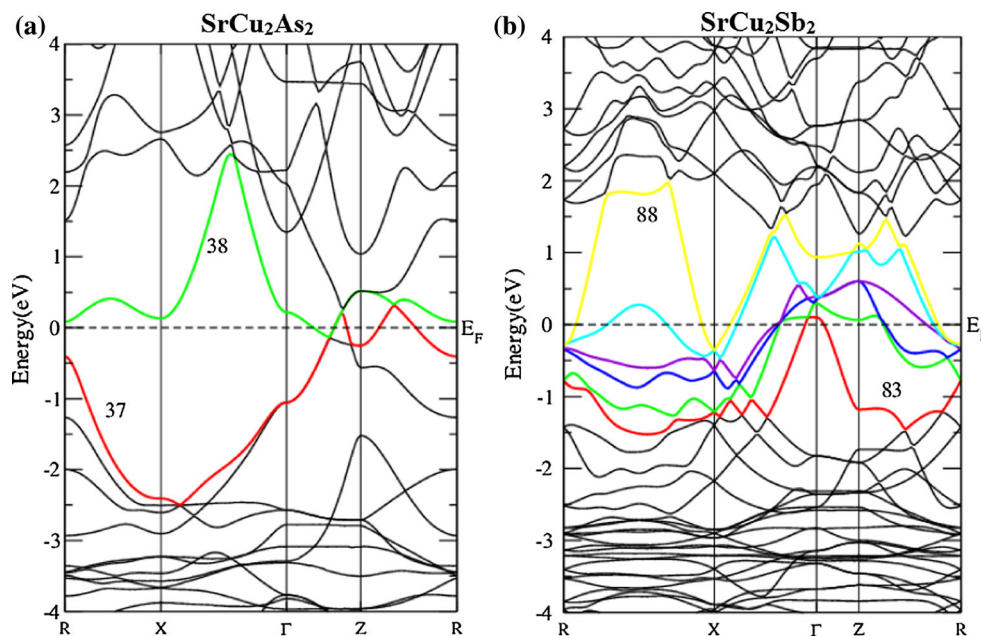 (a) SrCu₂As₂
4
3
2
1
0
-1
-2
-3
-4
Energy(eV)
38
37
E_F
R X Γ Z R
(b) SrCu₂Sb₂
4
3
2
1
0
-1
-2
-3
-4
Energy(eV)
88
83
E
R X Γ Z R